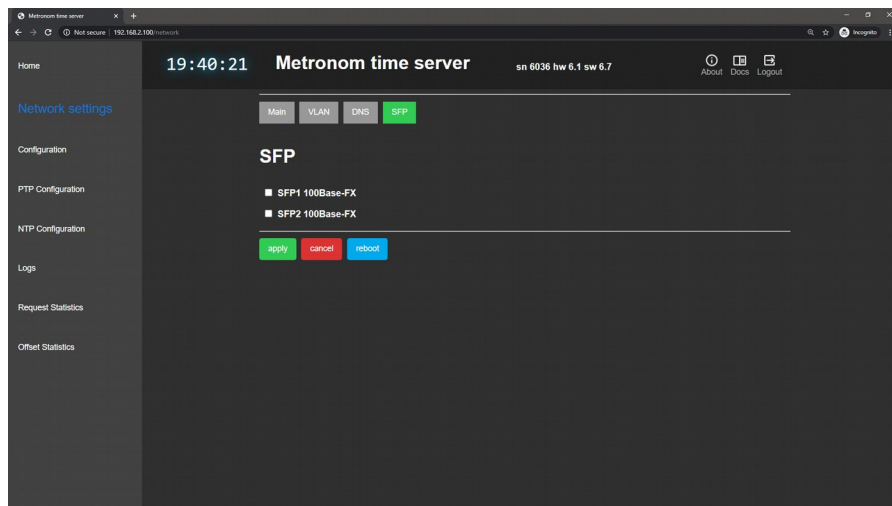 Metronom time server
Not secure 192.168.2.100/network
Incognito
Home
19:40:21
Metronom time server
sn 6036 hw 6.1 sw 6.7
About Docs Logout
Network settings
Main VLAN DNS SFP
Configuration
SFP
PTP Configuration
SFP1 100Base-FX
SFP2 100Base-FX
NTP Configuration
apply cancel reboot
Logs
Request Statistics
Offset Statistics